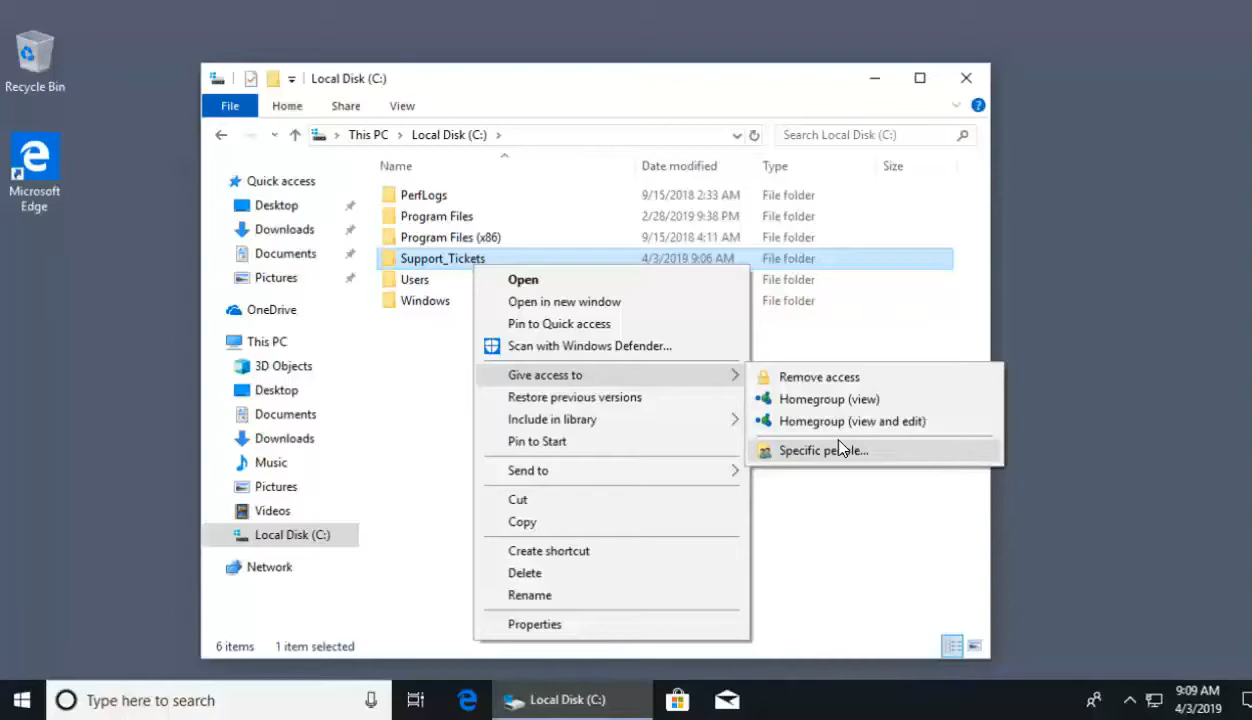 Recycle Bin
Microsoft
Edge
Local Disk (C:)
File Home Share View
This PC Local Disk (C:)
Search Local Disk (C:)
Name Date modified Type Size
Quick access
Desktop
Downloads
Documents
Pictures
OneDrive
This PC
3D Objects
Desktop
Documents
Downloads
Music
Pictures
Videos
Local Disk (C:)
Network
PerfLogs 9/15/2018 2:33 AM File folder
Program Files 2/28/2019 9:38 PM File folder
Program Files (x86) 9/15/2018 4:11 AM File folder
Support_Tickets 4/3/2019 9:06 AM File folder
Users File folder
Windows File folder
Open
Open in new window
Pin to Quick access
Scan with Windows Defender...
Give access to
Restore previous versions
Include in library
Pin to Start
Send to
Cut
Copy
Create shortcut
Delete
Rename
Properties
Remove access
Homegroup (view)
Homegroup (view and edit)
Specific people...
6 items 1 item selected
Type here to search
Local Disk (C:)
9:09 AM
4/3/2019